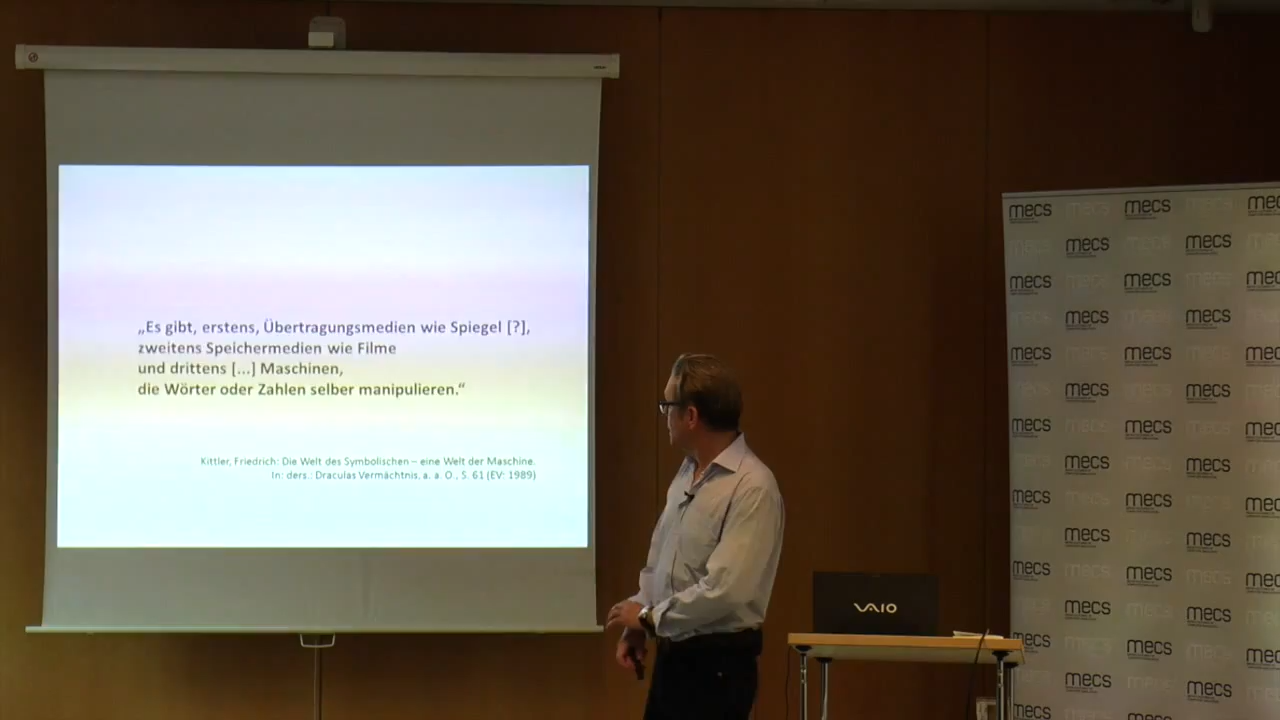 „Es gibt, erstens, Übertragungsmedien wie Spiegel [?],
zweitens Speichermedien wie Filme
und drittens [...] Maschinen,
die Wörter oder Zahlen selber manipulieren.“
Kittler, Friedrich: Die Welt des Symbolischen – eine Welt der Maschine.
In: ders.: Draculas Vermächtnis, a. a. O., S. 61 (EV: 1989)
VAIO
mecs